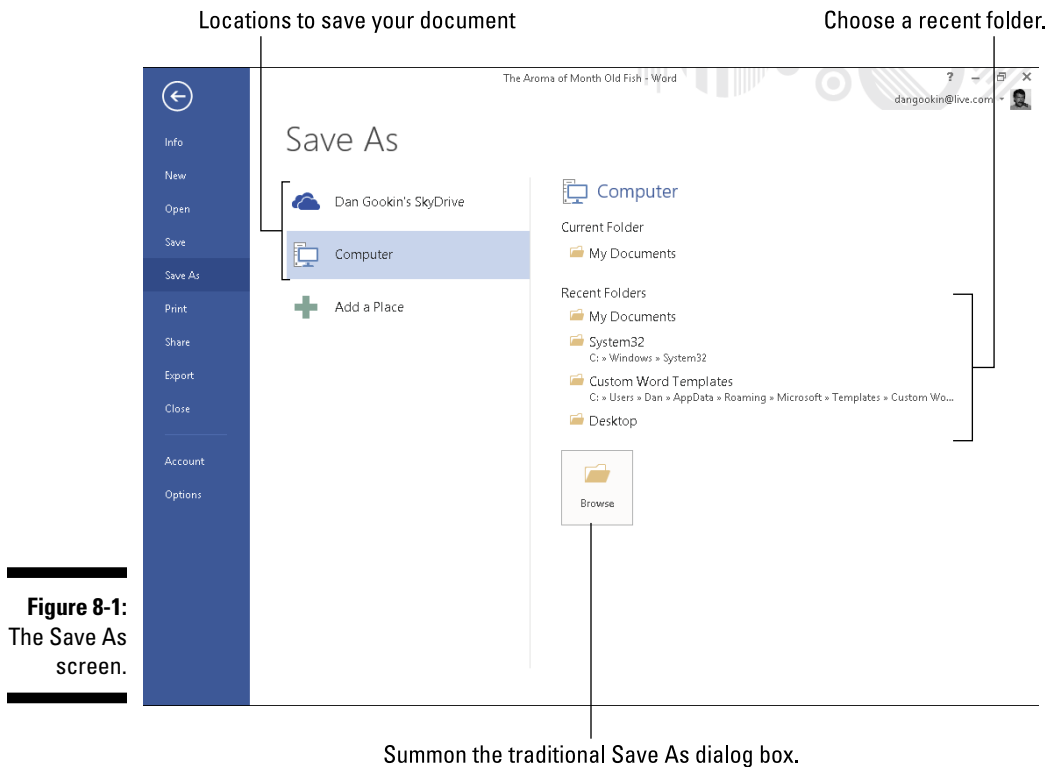 Locations to save your document
Choose a recent folder.
The Aroma of Month Old Fish - Word
? – ×
dangookin@live.com
Info
New
Open
Save
Save As
Print
Share
Export
Close
Account
Options
Save As
Dan Gookin's SkyDrive
Computer
Add a Place
Computer
Current Folder
My Documents
Recent Folders
My Documents
System32
C: » Windows » System32
Custom Word Templates
C: » Users » Dan » AppData » Roaming » Microsoft » Templates » Custom Wo...
Desktop
Browse
Figure 8-1:
The Save As
screen.
Summon the traditional Save As dialog box.